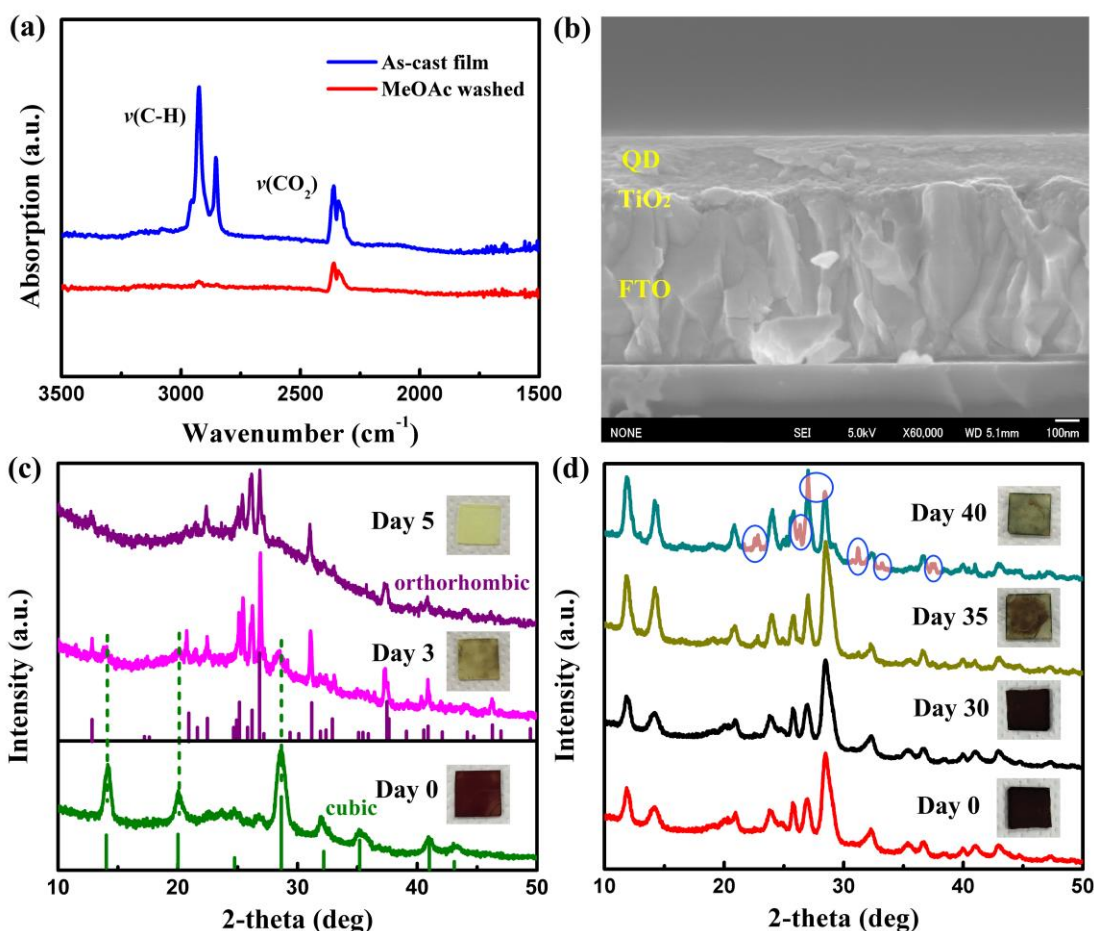 (a)
As-cast film
MeOAc washed
ν(C-H)
ν(CO₂)
Absorption (a.u.)
3500 3000 2500 2000 1500
Wavenumber (cm⁻¹)
(b)
QD
TiO₂
FTO
NONE SEI 5.0kV X60,000 WD 5.1mm 100nm
(c)
Day 5
orthorhombic
Day 3
Day 0
cubic
Intensity (a.u.)
10 20 30 40 50
2-theta (deg)
(d)
Day 40
Day 35
Day 30
Day 0
Intensity (a.u.)
10 20 30 40 50
2-theta (deg)